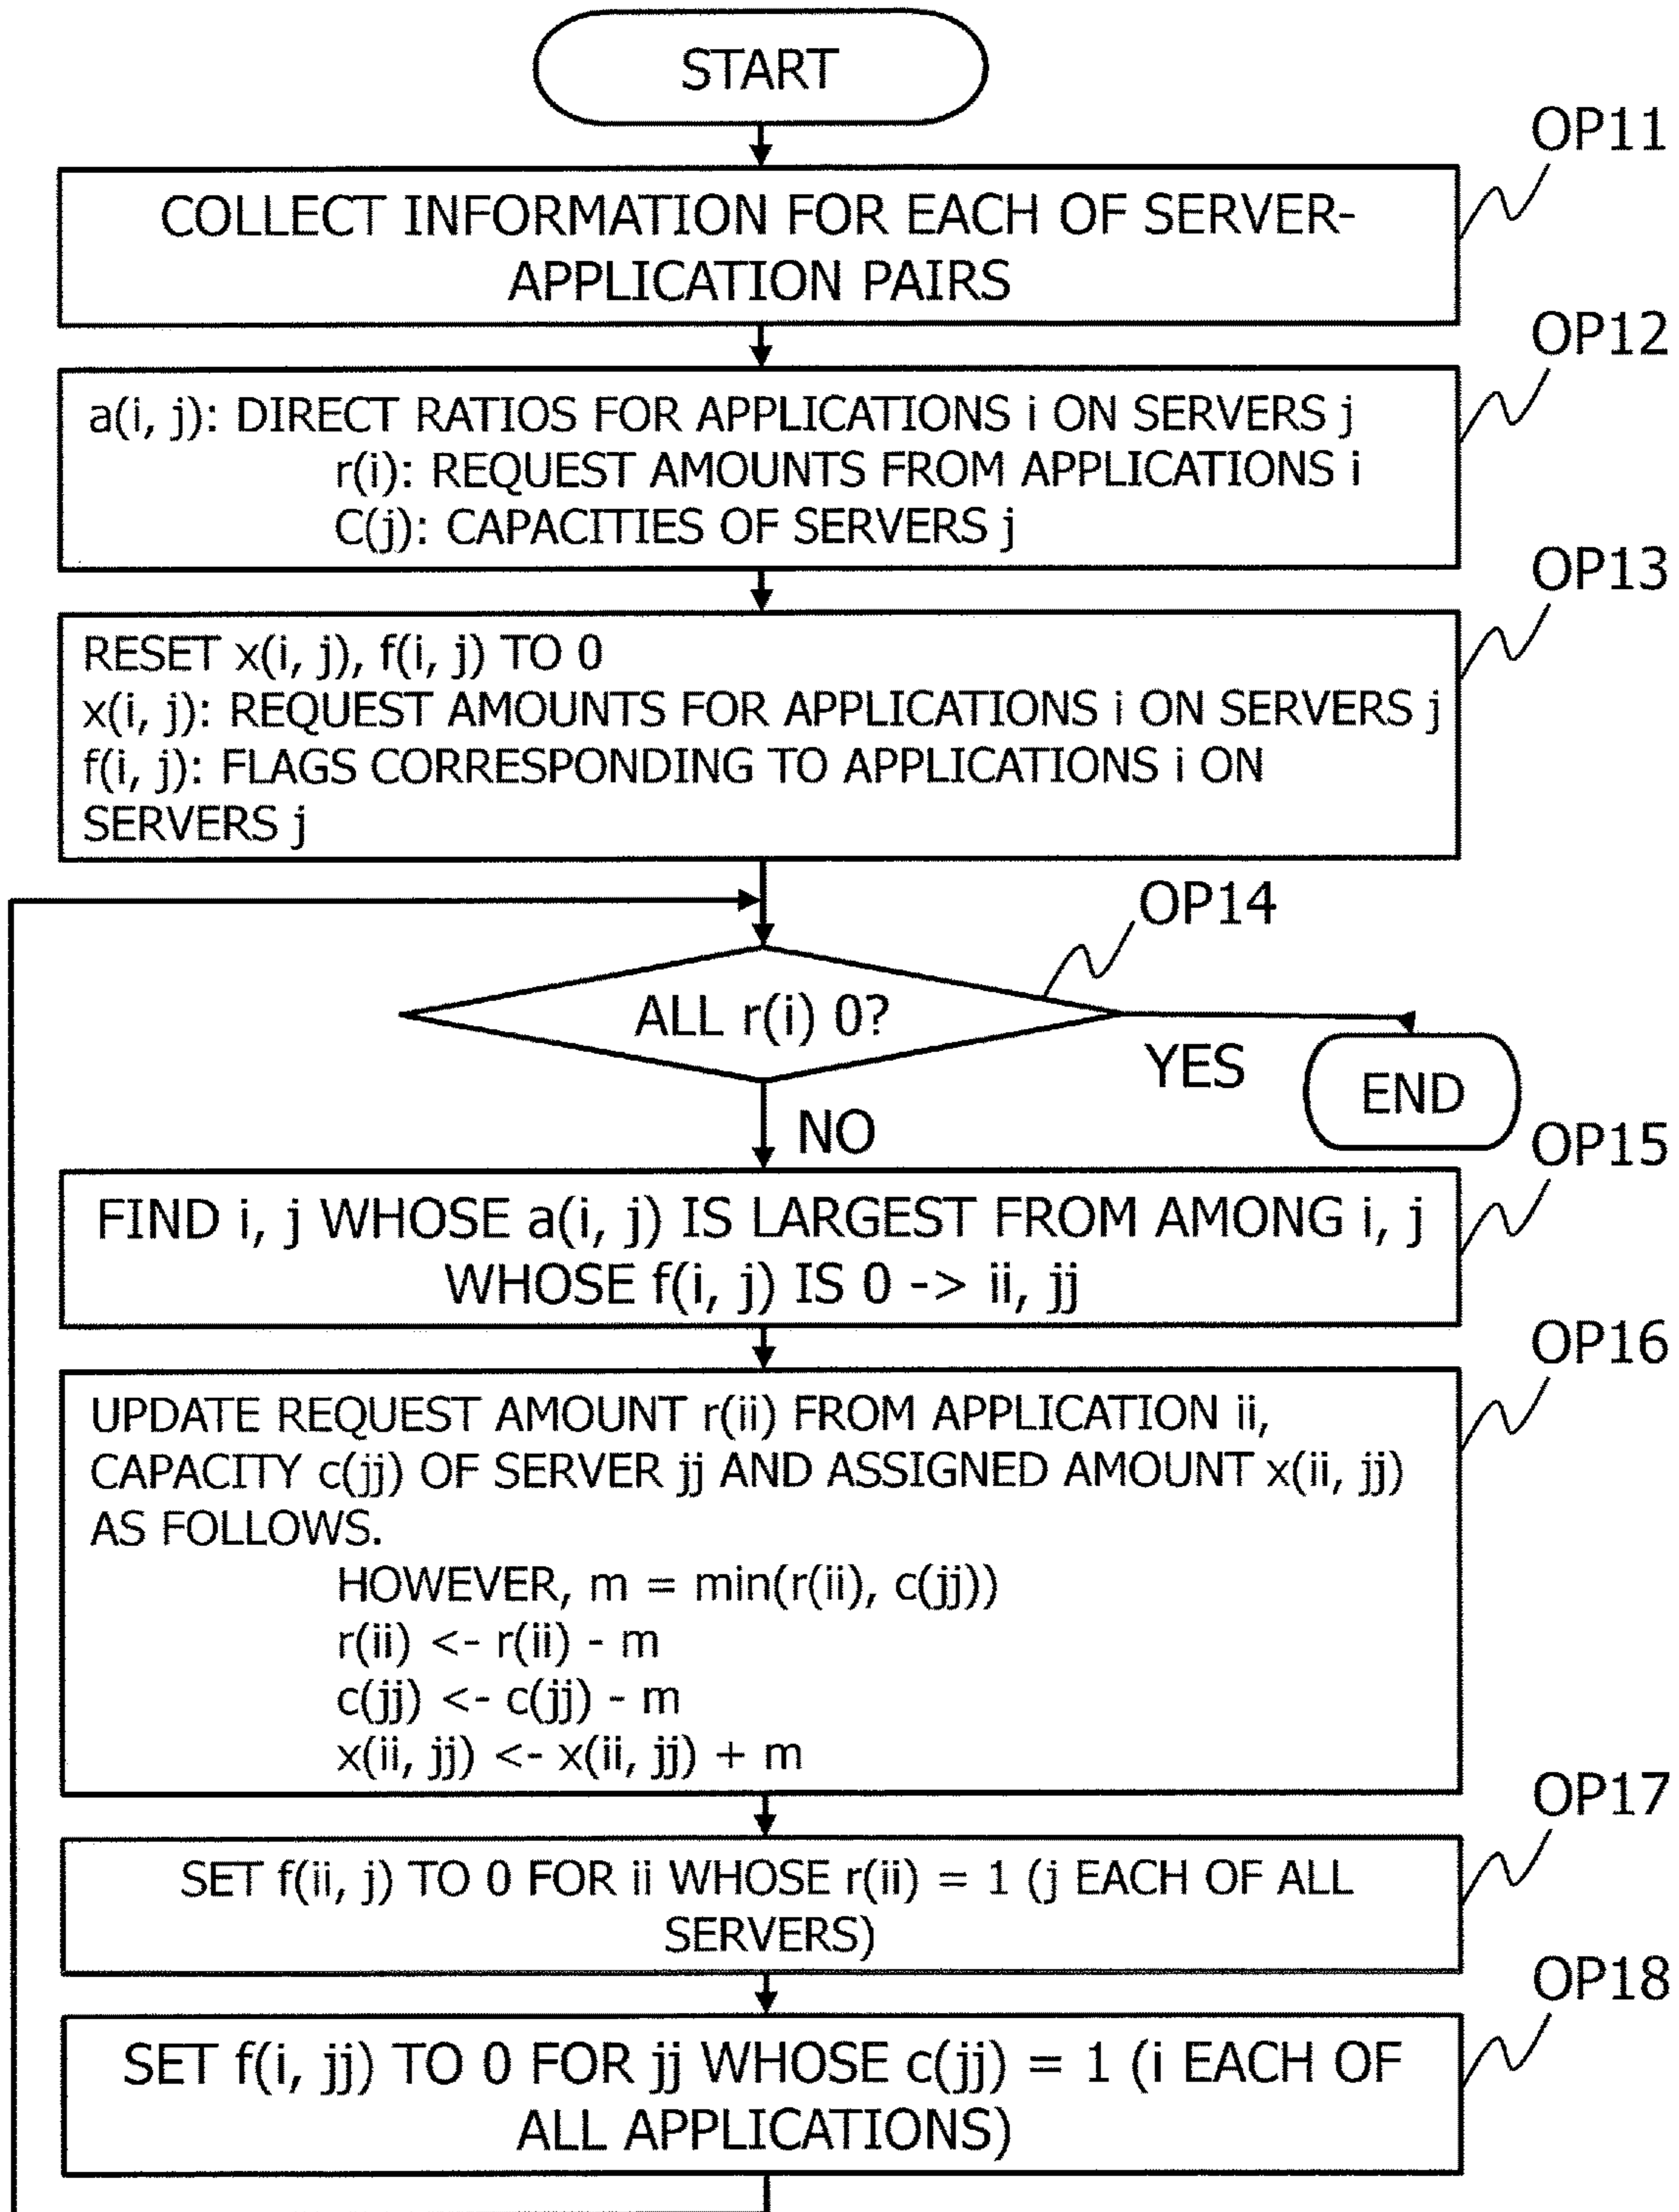 START
OP11
COLLECT INFORMATION FOR EACH OF SERVER-
APPLICATION PAIRS
OP12
a(i, j): DIRECT RATIOS FOR APPLICATIONS i ON SERVERS j
r(i): REQUEST AMOUNTS FROM APPLICATIONS i
C(j): CAPACITIES OF SERVERS j
OP13
RESET x(i, j), f(i, j) TO 0
x(i, j): REQUEST AMOUNTS FOR APPLICATIONS i ON SERVERS j
f(i, j): FLAGS CORRESPONDING TO APPLICATIONS i ON
SERVERS j
OP14
ALL r(i) 0?
YES
END
NO
OP15
FIND i, j WHOSE a(i, j) IS LARGEST FROM AMONG i, j
WHOSE f(i, j) IS 0 -> ii, jj
OP16
UPDATE REQUEST AMOUNT r(ii) FROM APPLICATION ii,
CAPACITY c(jj) OF SERVER jj AND ASSIGNED AMOUNT x(ii, jj)
AS FOLLOWS.
HOWEVER, m = min(r(ii), c(jj))
r(ii) <- r(ii) - m
c(jj) <- c(jj) - m
x(ii, jj) <- x(ii, jj) + m
OP17
SET f(ii, j) TO 0 FOR ii WHOSE r(ii) = 1 (j EACH OF ALL
SERVERS)
OP18
SET f(i, jj) TO 0 FOR jj WHOSE c(jj) = 1 (i EACH OF
ALL APPLICATIONS)